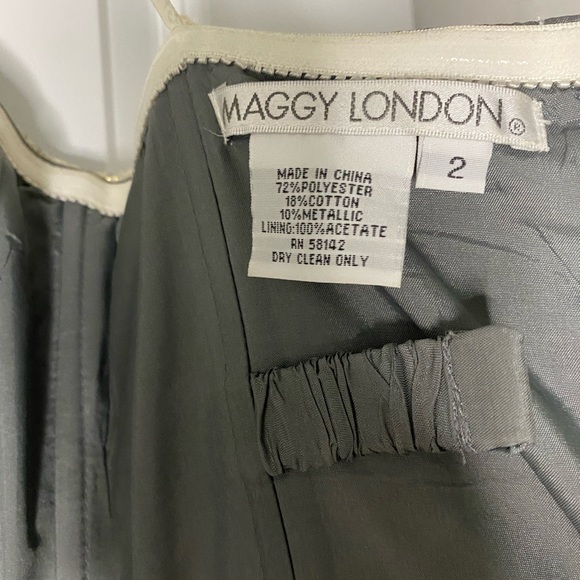 MAGGY LONDON®
2
MADE IN CHINA
72%POLYESTER
18%COTTON
10%METALLIC
LINING:100%ACETATE
RN 58142
DRY CLEAN ONLY